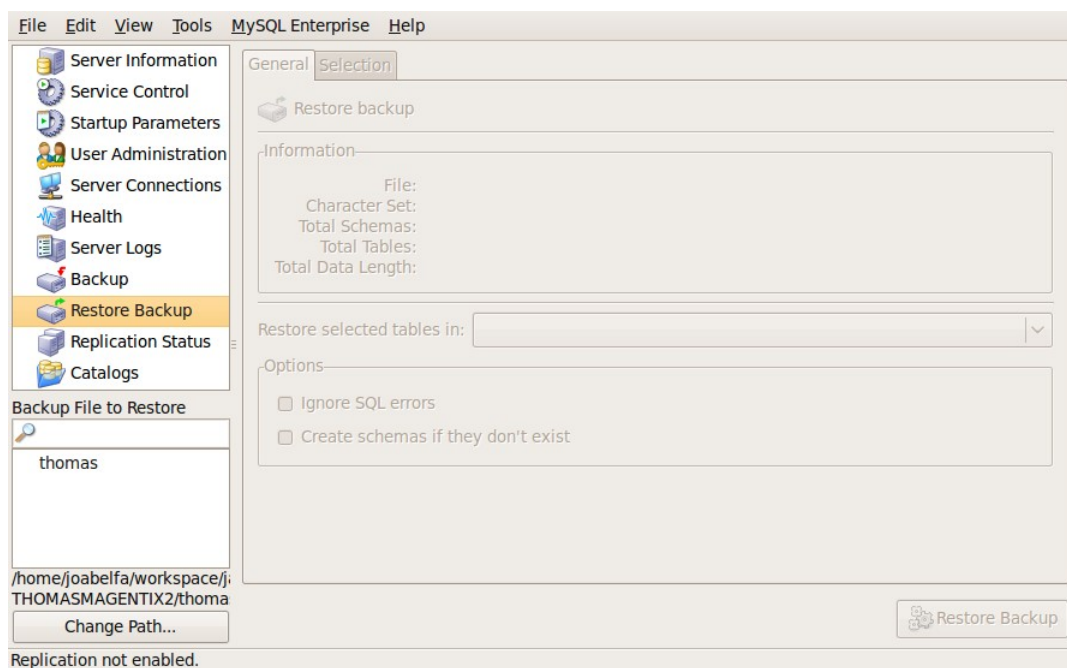 File Edit View Tools MySQL Enterprise Help
Server Information
Service Control
Startup Parameters
User Administration
Server Connections
Health
Server Logs
Backup
Restore Backup
Replication Status
Catalogs
Backup File to Restore
thomas
/home/joabelfa/workspace/j
THOMASMAGENTIX2/thoma
Change Path...
General Selection
Restore backup
Information
File:
Character Set:
Total Schemas:
Total Tables:
Total Data Length:
Restore selected tables in:
Options
Ignore SQL errors
Create schemas if they don't exist
Restore Backup
Replication not enabled.